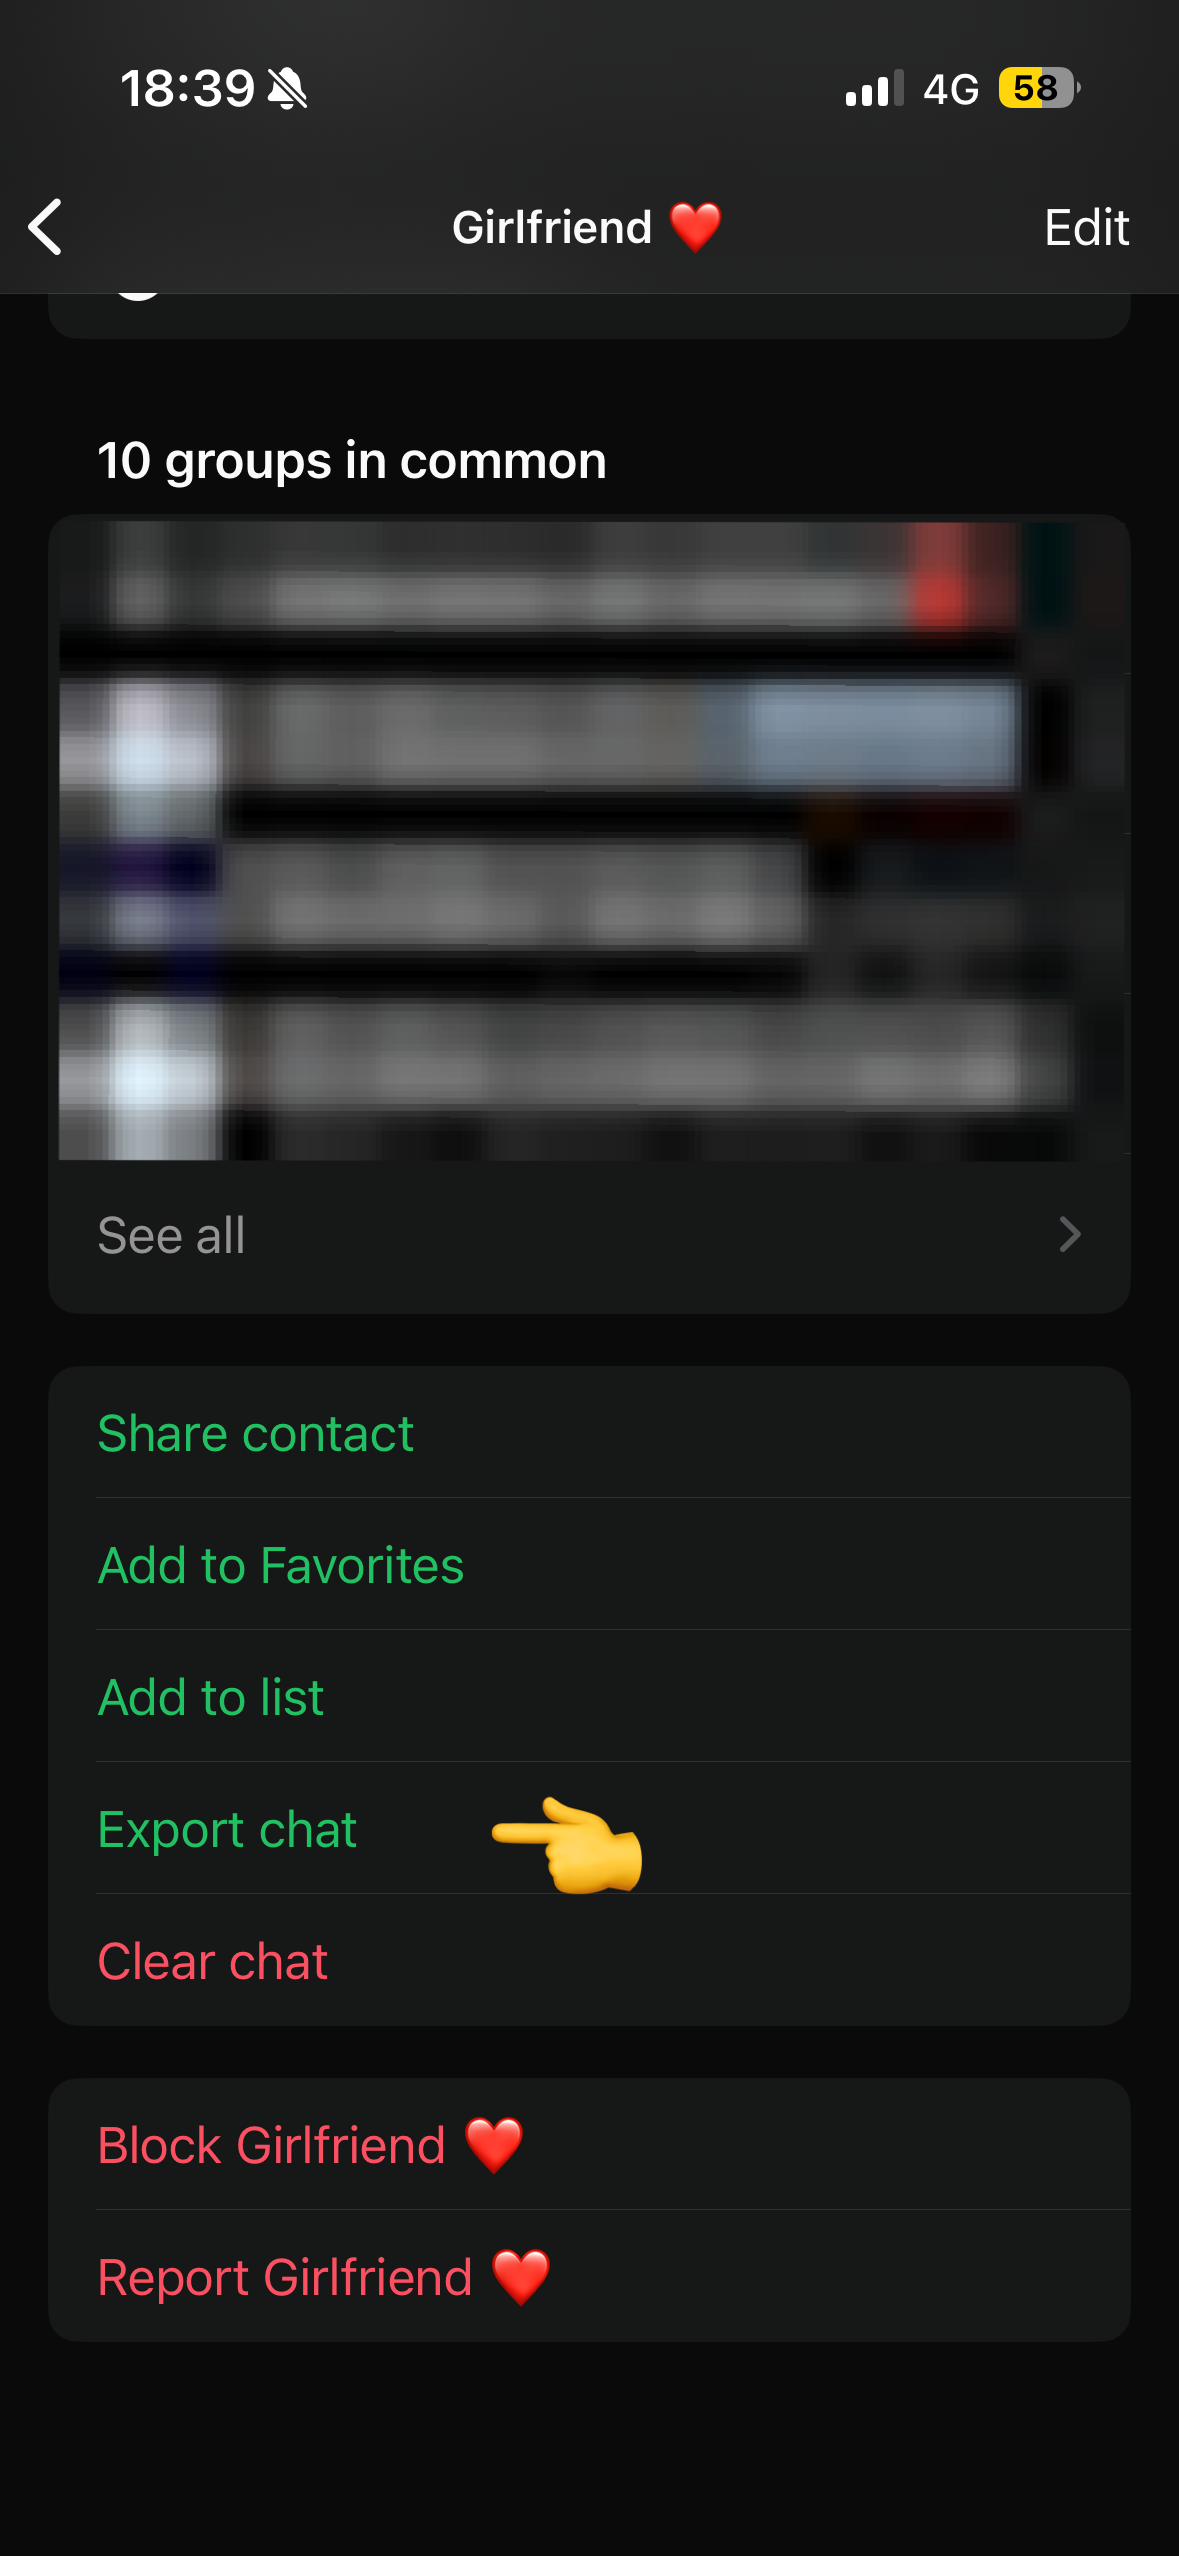 18:39 4G 58
Girlfriend ❤️ Edit
10 groups in common
See all
Share contact
Add to Favorites
Add to list
Export chat
Clear chat
Block Girlfriend ❤️
Report Girlfriend ❤️